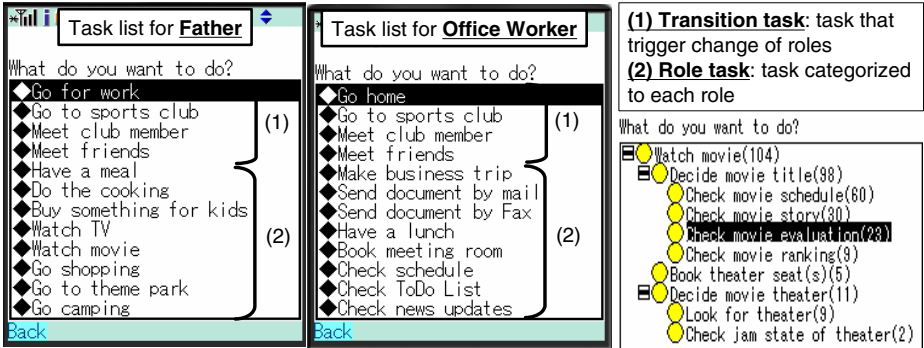 Task list for Father
What do you want to do?
Go for work
Go to sports club
Meet club member
Meet friends
Have a meal
Do the cooking
Buy something for kids
Watch TV
Watch movie
Go shopping
Go to theme park
Go camping
Back
(1)
(2)
Task list for Office Worker
What do you want to do?
Go home
Go to sports club
Meet club member
Meet friends
Make business trip
Send document by mail
Send document by Fax
Have a lunch
Book meeting room
Check schedule
Check ToDo List
Check news updates
Back
(1)
(2)
(1) Transition task: task that
trigger change of roles
(2) Role task: task categorized
to each role
What do you want to do?
Watch movie(104)
Decide movie title(98)
Check movie schedule(60)
Check movie story(30)
Check movie evaluation(23)
Check movie ranking(9)
Book theater seat(s)(5)
Decide movie theater(11)
Look for theater(9)
Check jam state of theater(2)